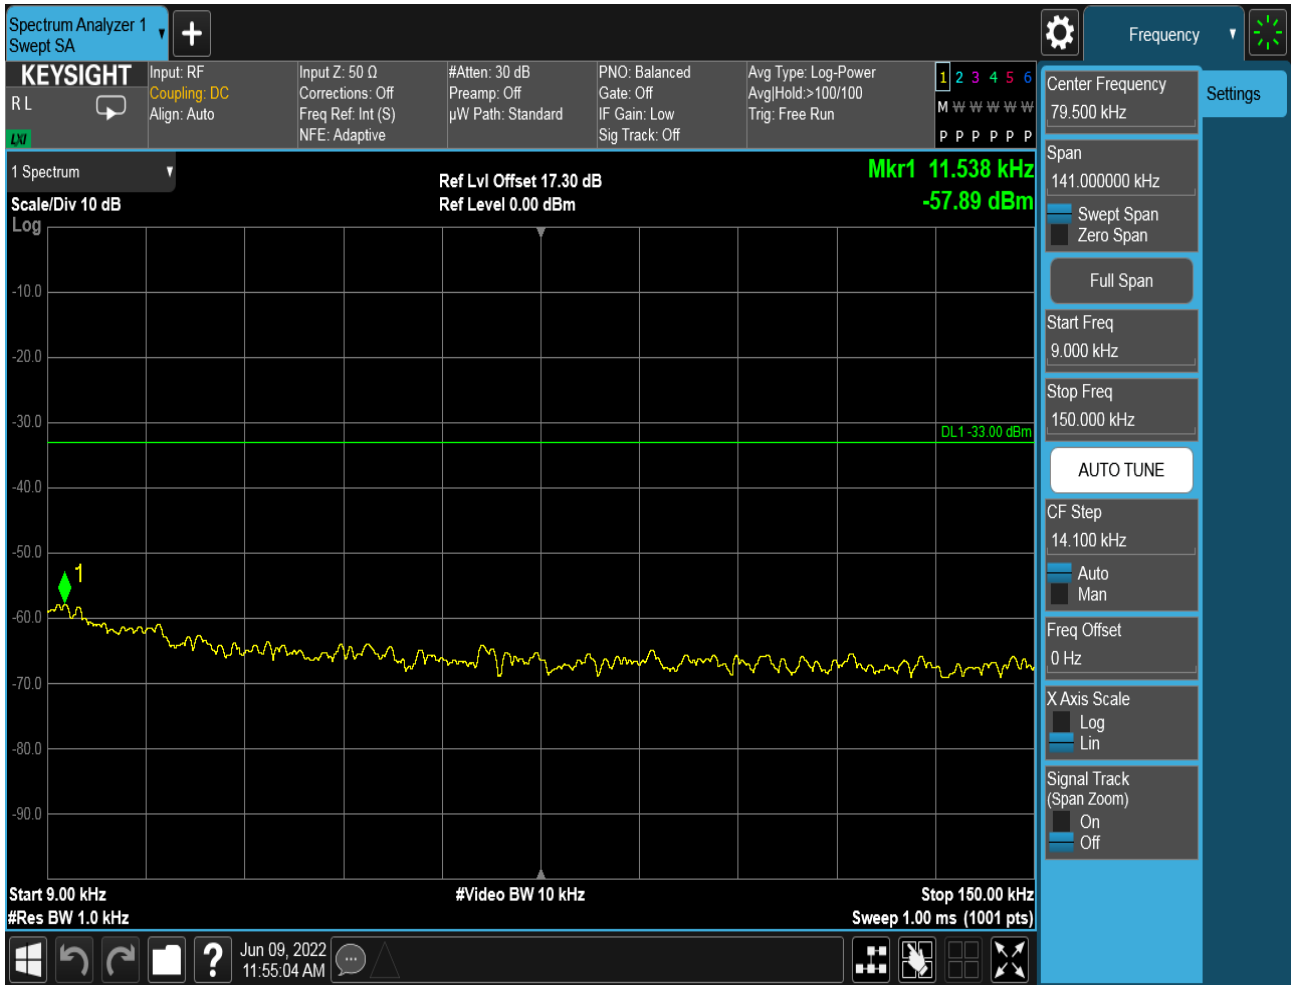 Spectrum Analyzer 1
Swept SA
Frequency
KEYSIGHT
R L
LXI
Input: RF
Coupling: DC
Align: Auto
Input Z: 50 Ω
Corrections: Off
Freq Ref: Int (S)
NFE: Adaptive
#Atten: 30 dB
Preamp: Off
µW Path: Standard
PNO: Balanced
Gate: Off
IF Gain: Low
Sig Track: Off
Avg Type: Log-Power
Avg|Hold:>100/100
Trig: Free Run
1 2 3 4 5 6
M W W W W W
P P P P P P
1 Spectrum
Scale/Div 10 dB
Log
Ref Lvl Offset 17.30 dB
Ref Level 0.00 dBm
Mkr1 11.538 kHz
-57.89 dBm
-10.0
-20.0
-30.0
DL1 -33.00 dBm
-40.0
-50.0
1
-60.0
-70.0
-80.0
-90.0
Start 9.00 kHz
#Video BW 10 kHz
Stop 150.00 kHz
#Res BW 1.0 kHz
Sweep 1.00 ms (1001 pts)
?
Jun 09, 2022
11:55:04 AM
Settings
Center Frequency
79.500 kHz
Span
141.000000 kHz
Swept Span
Zero Span
Full Span
Start Freq
9.000 kHz
Stop Freq
150.000 kHz
AUTO TUNE
CF Step
14.100 kHz
Auto
Man
Freq Offset
0 Hz
X Axis Scale
Log
Lin
Signal Track
(Span Zoom)
On
Off